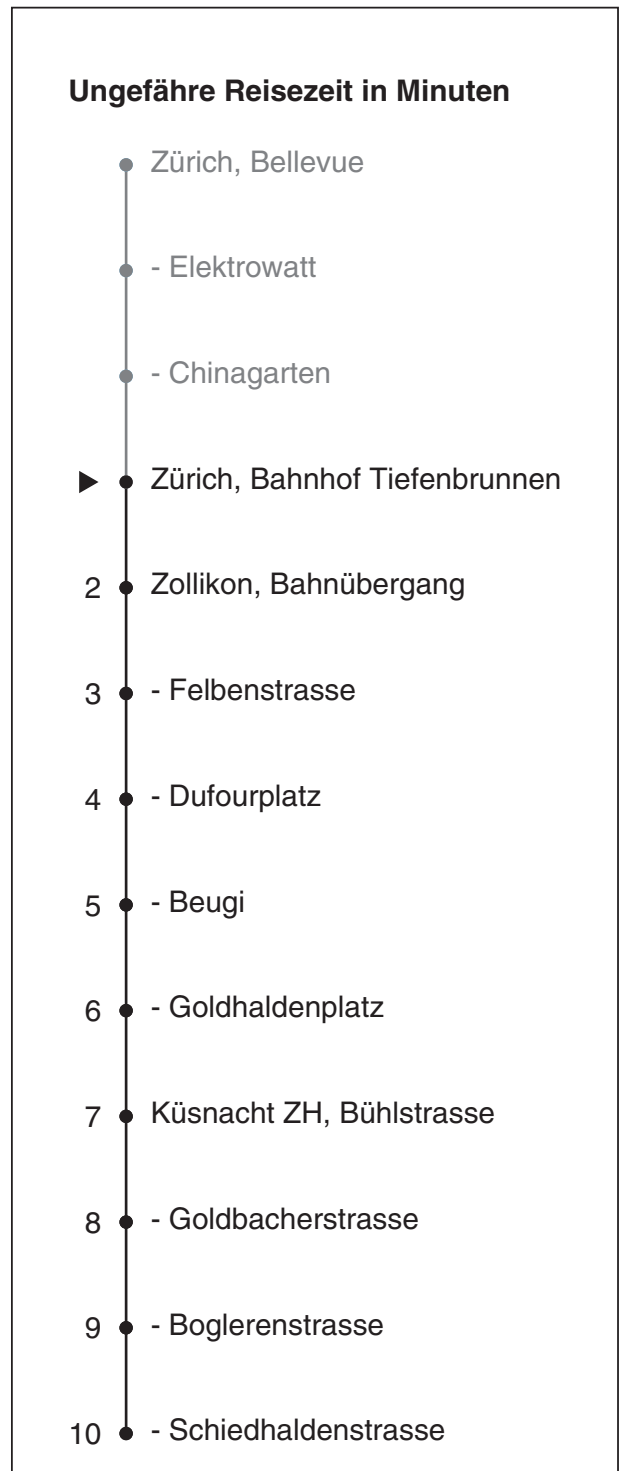 Ungefähre Reisezeit in Minuten
Zürich, Bellevue
- Elektrowatt
- Chinagarten
Zürich, Bahnhof Tiefenbrunnen
2 Zollikon, Bahnübergang
3 - Felbenstrasse
4 - Dufourplatz
5 - Beugi
6 - Goldhaldenplatz
7 Küsnacht ZH, Bühlstrasse
8 - Goldbacherstrasse
9 - Boglerenstrasse
10 - Schiedhaldenstrasse